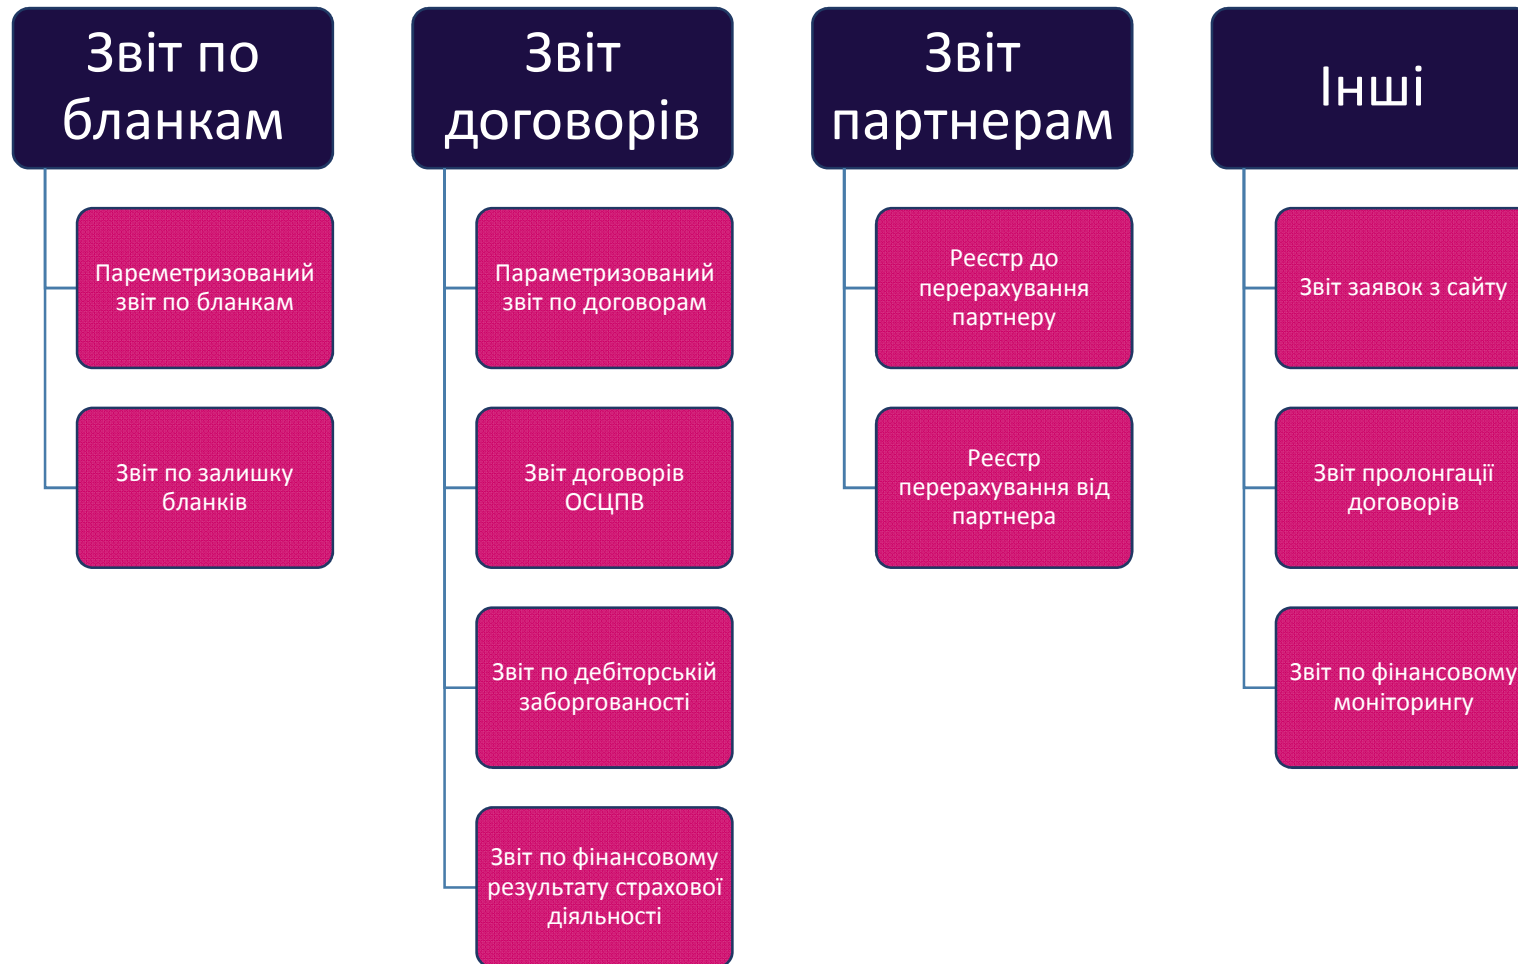 Звіт по
бланкам
Пареметризований
звіт по бланкам
Звіт по залишку
бланків
Звіт
договорів
Параметризований
звіт по договорам
Звіт договорів
ОСЦПВ
Звіт по дебіторській
заборгованості
Звіт по фінансовому
результату страхової
діяльності
Звіт
партнерам
Реєстр до
перерахування
партнеру
Реєстр
перерахування від
партнера
Інші
Звіт заявок з сайту
Звіт пролонгації
договорів
Звіт по фінансовому
моніторингу